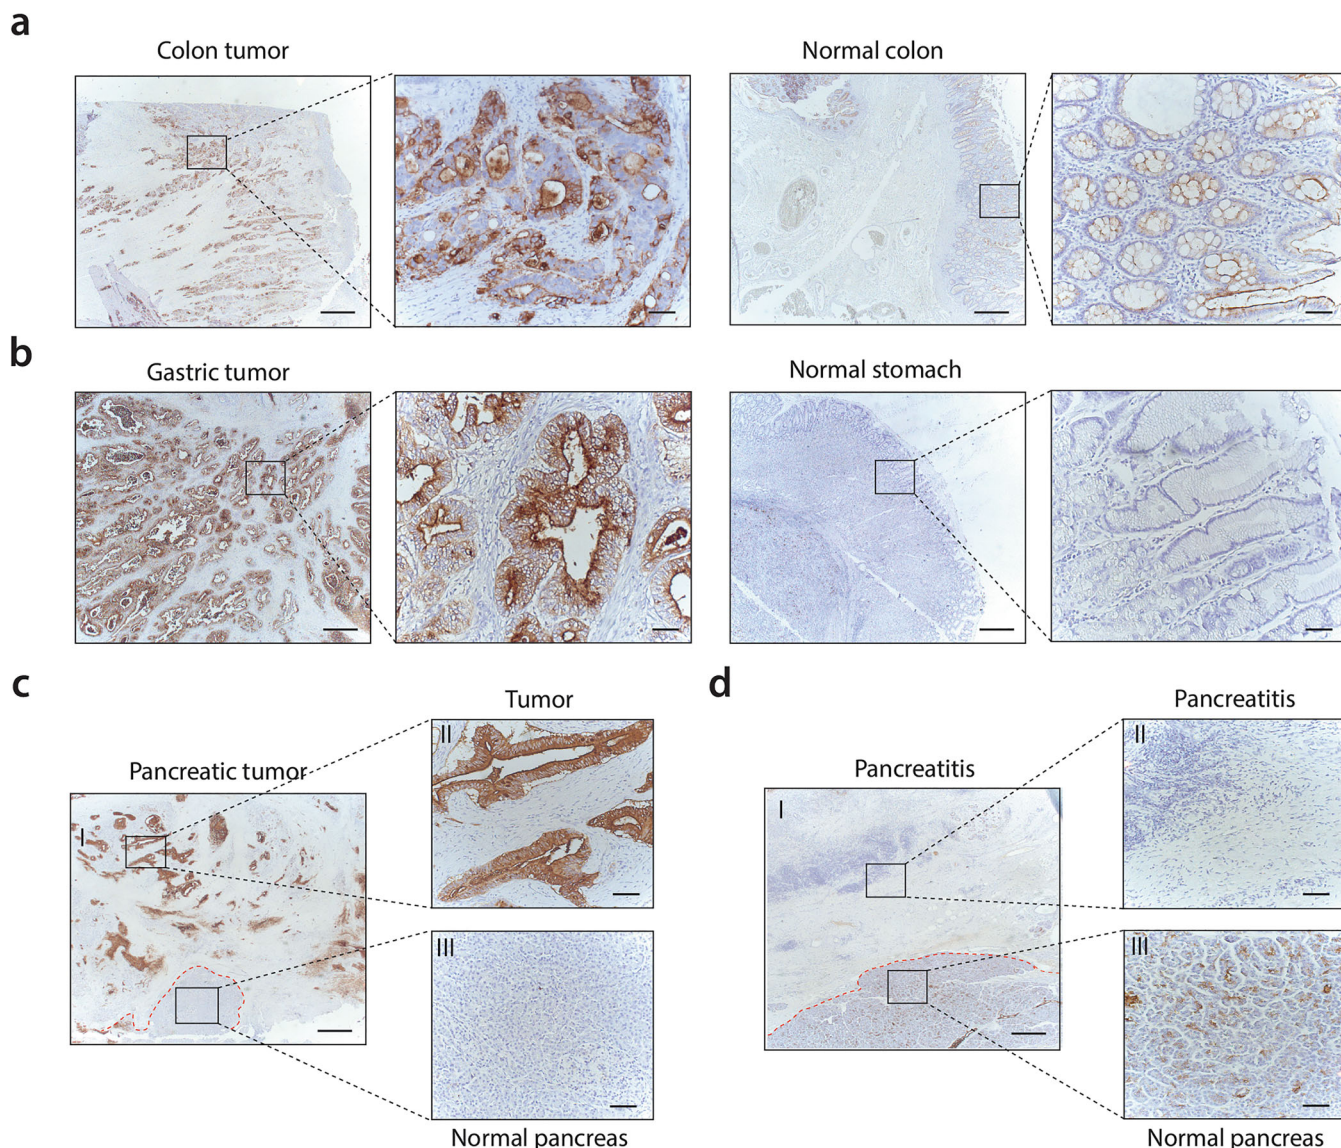 a
Colon tumor
Normal colon
b
Gastric tumor
Normal stomach
c
d
Tumor
Pancreatitis
II
II
Pancreatic tumor
Pancreatitis
I
I
III
III
Normal pancreas
Normal pancreas